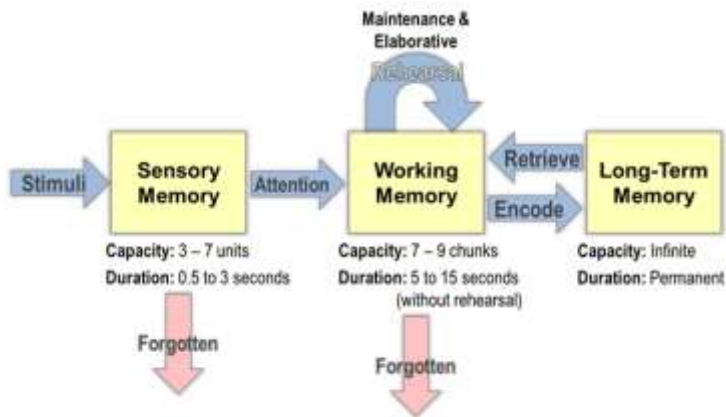 Maintenance &
Elaborative
Rehearsal
Stimuli
Sensory
Memory
Attention
Working
Memory
Retrieve
Encode
Long-Term
Memory
Capacity: 3 – 7 units
Duration: 0.5 to 3 seconds
Capacity: 7 – 9 chunks
Duration: 5 to 15 seconds
(without rehearsal)
Capacity: Infinite
Duration: Permanent
Forgotten
Forgotten